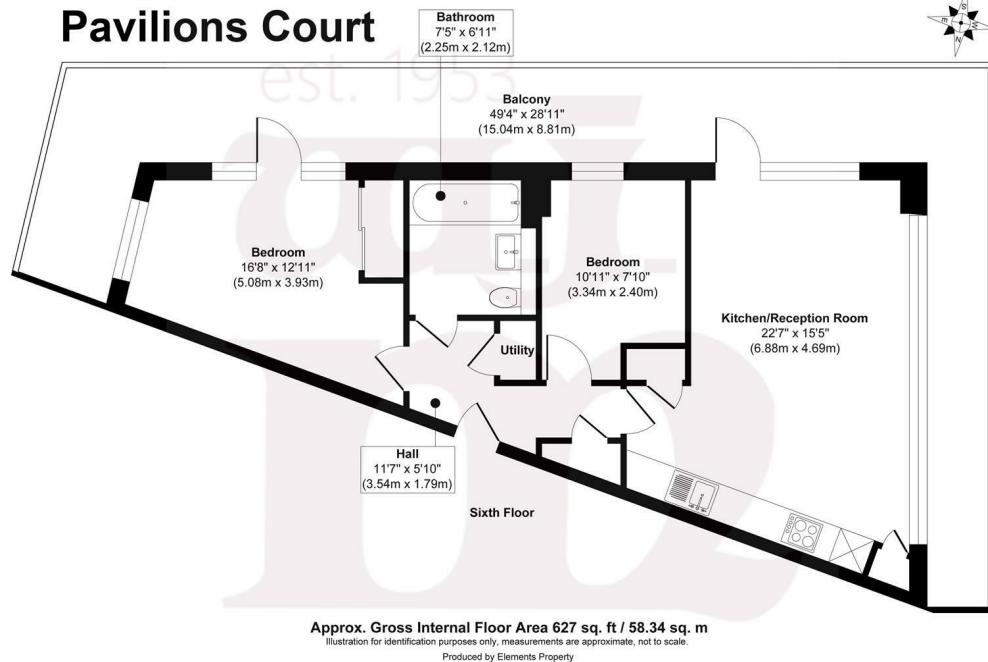 Pavilions Court
Bathroom
7'5" x 6'11"
(2.25m x 2.12m)
S
E
W
N
est. 1953
Balcony
49'4" x 28'11"
(15.04m x 8.81m)
Bedroom
16'8" x 12'11"
(5.08m x 3.93m)
Bedroom
10'11" x 7'10"
(3.34m x 2.40m)
Kitchen/Reception Room
22'7" x 15'5"
(6.88m x 4.69m)
Utility
Hall
11'7" x 5'10"
(3.54m x 1.79m)
Sixth Floor
Approx. Gross Internal Floor Area 627 sq. ft / 58.34 sq. m
Illustration for identification purposes only, measurements are approximate, not to scale.
Produced by Elements Property